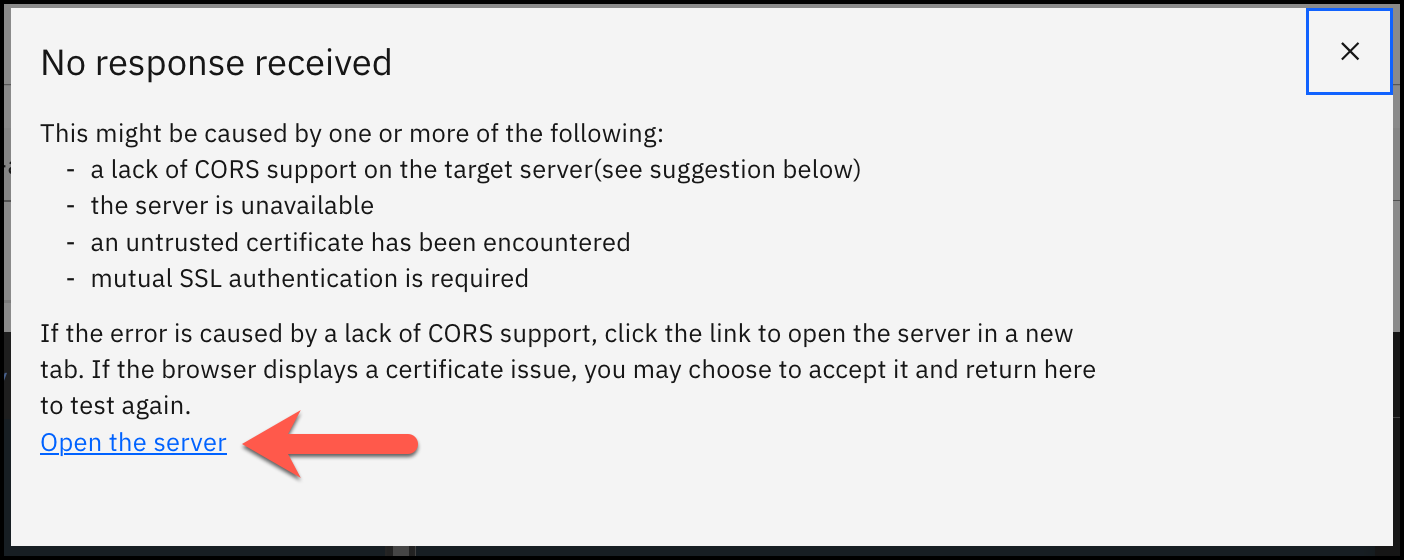 No response received
This might be caused by one or more of the following:
- a lack of CORS support on the target server(see suggestion below)
- the server is unavailable
- an untrusted certificate has been encountered
- mutual SSL authentication is required
If the error is caused by a lack of CORS support, click the link to open the server in a new
tab. If the browser displays a certificate issue, you may choose to accept it and return here
to test again.
Open the server